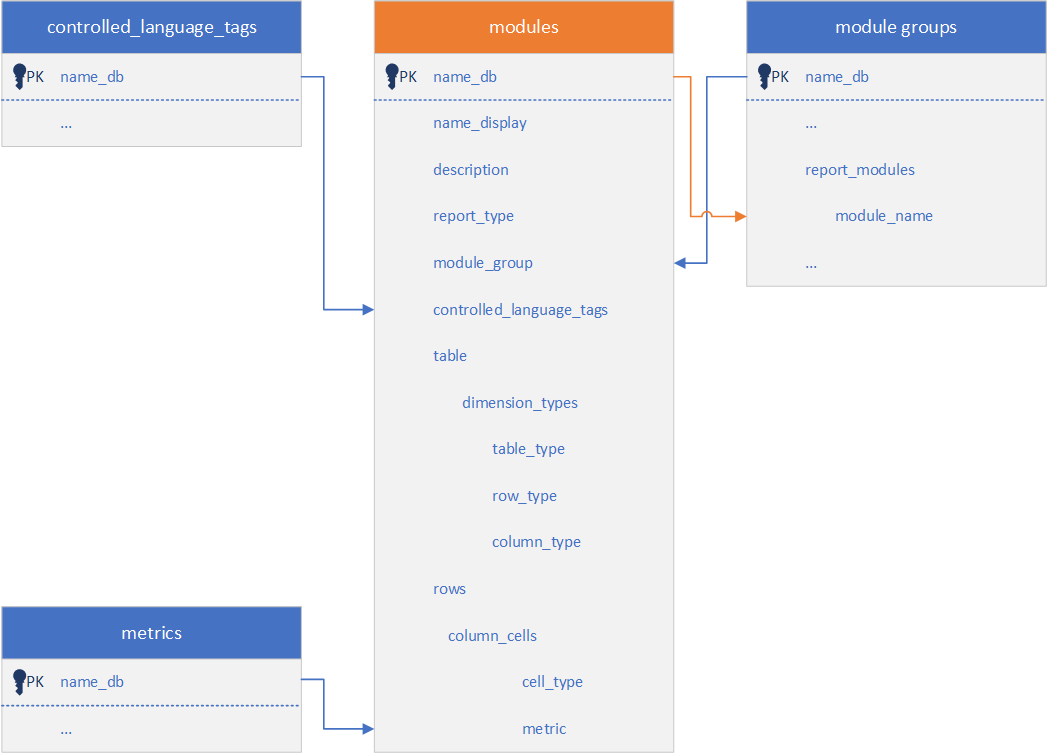 controlled_language_tags
PK name_db
...
modules
PK name_db
name_display
description
report_type
module_group
controlled_language_tags
table
dimension_types
table_type
row_type
column_type
rows
column_cells
cell_type
metric
module groups
PK name_db
...
report_modules
module_name
...
metrics
PK name_db
...